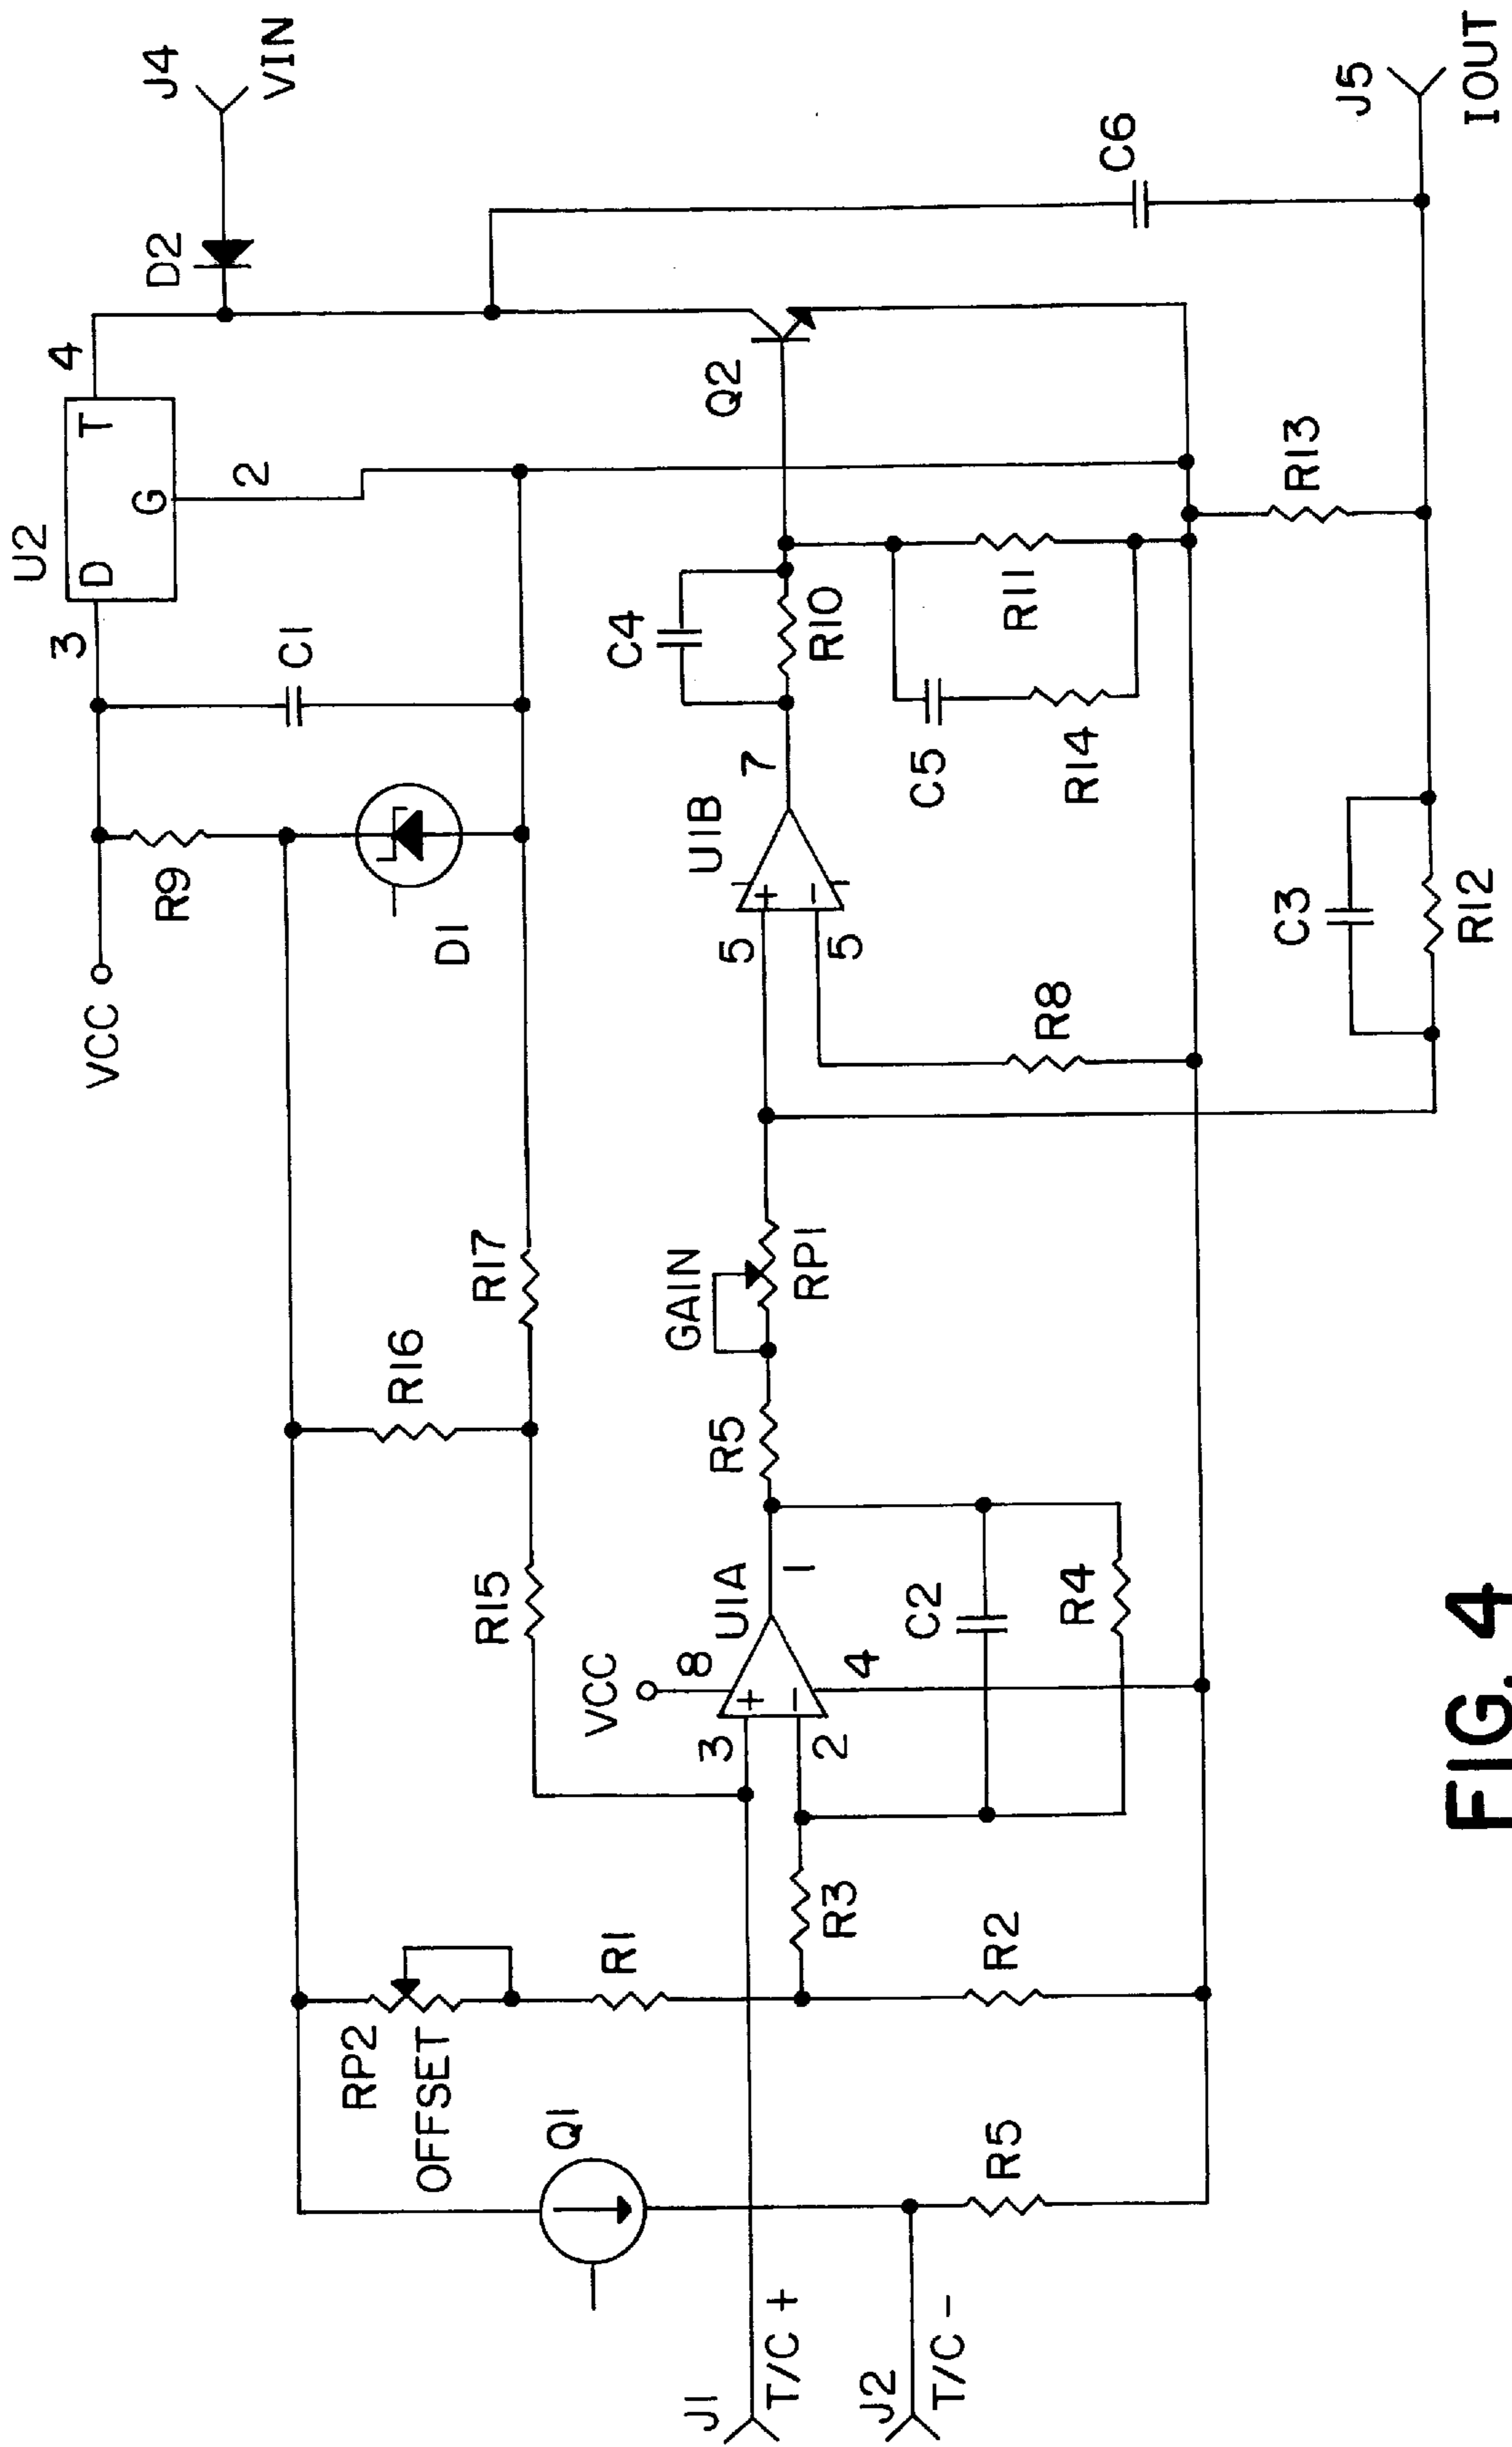 J4
VIN
D2
4
U2
T
G
D
2
3
C1
VCC
R9
D1
C6
J5
IOUT
Q2
C4
R10
R11
R13
7
C5
R14
U1B
+
-
5
5
R8
C3
R12
R17
R16
GAIN
RP1
R5
R15
VCC
8
U1A
1
3
+
-
2
4
C2
R4
RP2
OFFSET
R1
R3
R2
Q1
R5
J1
T/C +
J2
T/C -
FIG. 4